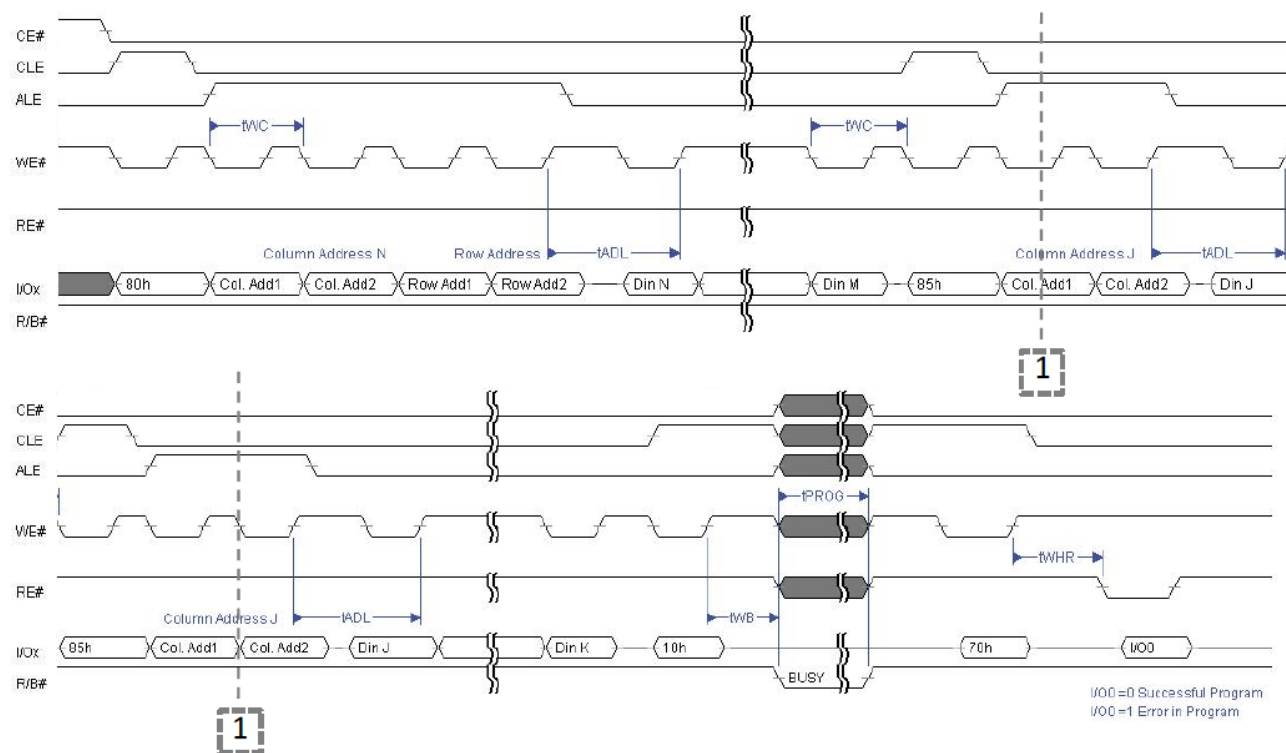 CE#
CLE
ALE
tWC tWC
WE#
RE#
Column Address N Row Address tADL Column Address J tADL
I/Ox 80h Col. Add1 Col. Add2 Row Add1 Row Add2 Din N Din M 85h Col. Add1 Col. Add2 Din J
R/B#
1
CE#
CLE
ALE
tPROG
WE#
tWHR
RE#
Column Address J tADL tWB
I/Ox 85h Col. Add1 Col. Add2 Din J Din K 10h 70h I/O0
R/B# BUSY
I/O0 =0 Successful Program
I/O0 =1 Error in Program
1